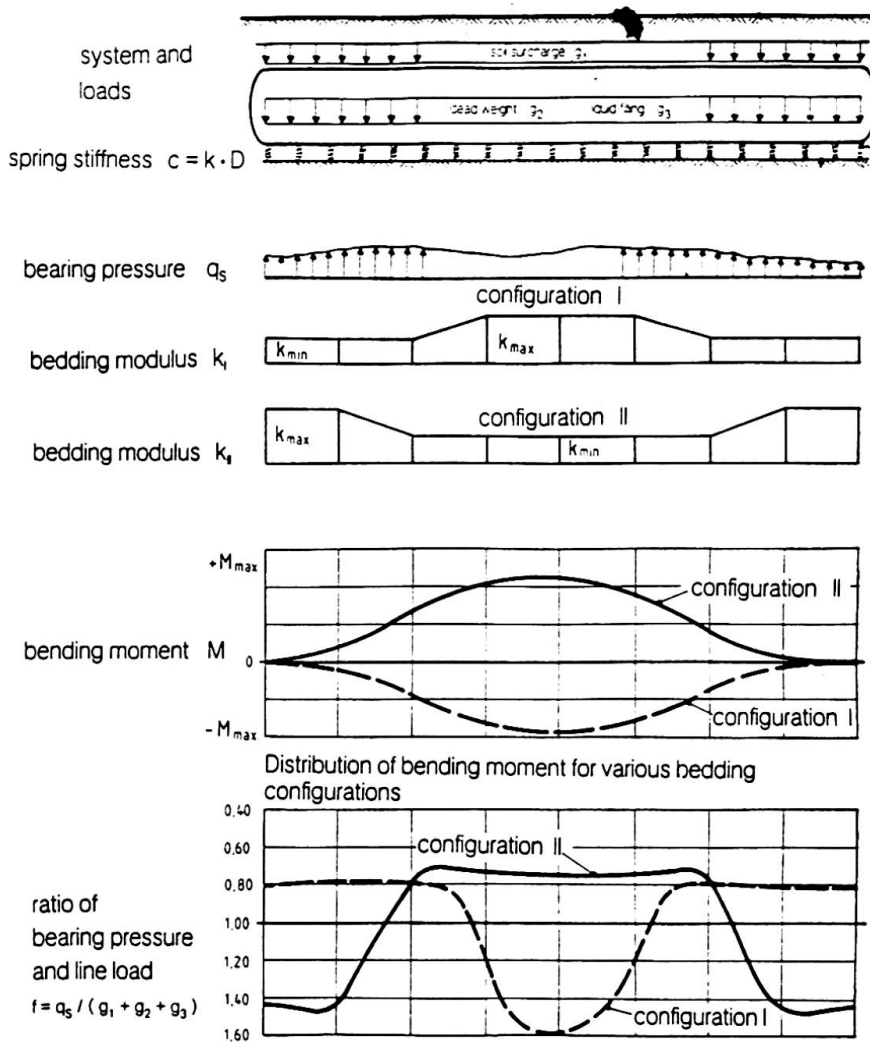 system and
loads
soil surcharge g₁
dead weight g₂ liquid filling g₃
spring stiffness c = k · D
bearing pressure qₛ
configuration I
bedding modulus kᵢ
kmin
kmax
configuration II
bedding modulus kıı
kmax
kmin
+Mmax
configuration II
bending moment M
0
configuration I
−Mmax
Distribution of bending moment for various bedding
configurations
0,40
0,60
configuration II
0,80
ratio of
bearing pressure
and line load
f = qₛ / (g₁ + g₂ + g₃)
1,00
1,20
1,40
configuration I
1,60